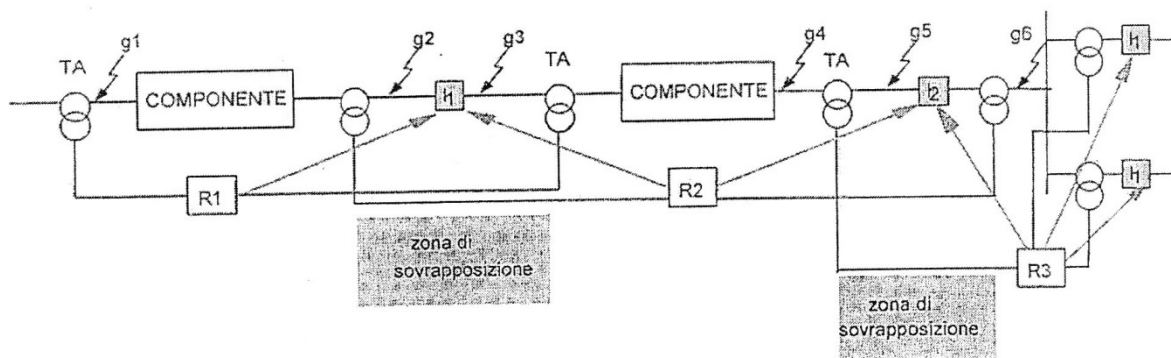 g1
g2
g3
g4
g5
g6
TA
TA
TA
COMPONENTE
COMPONENTE
I1
I2
I1
I1
R1
R2
R3
zona di
sovrapposizione
zona di
sovrapposizione